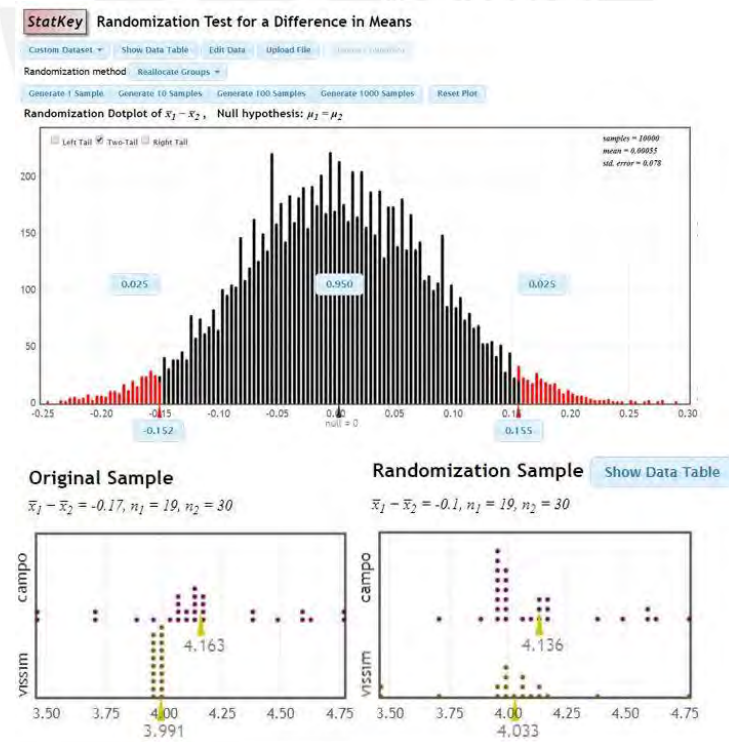 StatKey Randomization Test for a Difference in Means
Custom Dataset Show Data Table Edit Data Upload File
Randomization method Reallocate Groups
Generate 1 Sample Generate 10 Samples Generate 100 Samples Generate 1000 Samples Reset Plot
Randomization Dotplot of x̅1 − x̅2 , Null hypothesis: μ1 = μ2
Left Tail Two-Tail Right Tail
samples = 10000
mean = 0.00055
std. error = 0.078
200
150
100
50
0
0.025 0.950 0.025
-0.25 -0.20 -0.15 -0.10 -0.05 0.00 0.05 0.10 0.15 0.20 0.25 0.30
null = 0
-0.152 0.155
Original Sample
x̅1 − x̅2 = -0.17, n1 = 19, n2 = 30
campo
vissim
4.163
3.50 3.75 4.00 4.25 4.50 4.75
3.991
Randomization Sample Show Data Table
x̅1 − x̅2 = -0.1, n1 = 19, n2 = 30
campo
vissim
4.136
3.50 3.75 4.00 4.25 4.50 4.75
4.033